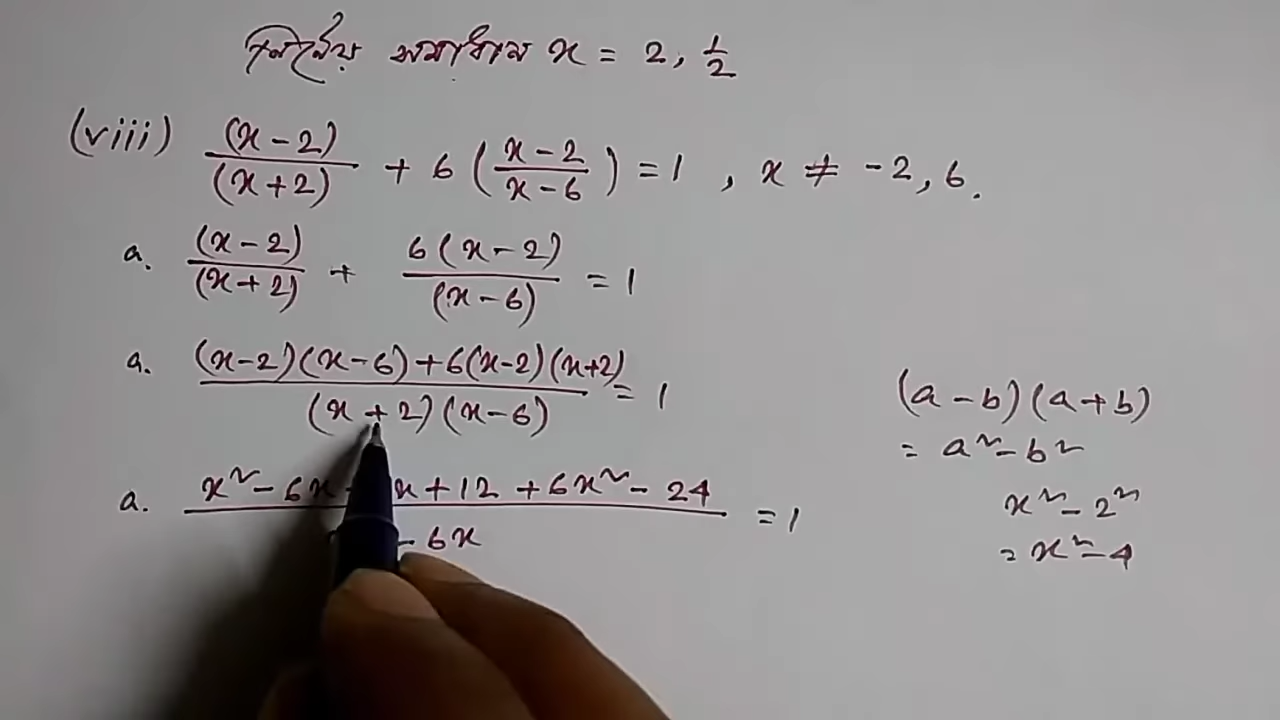 নির্ণেয় সমাধান x = 2, 1/2
(viii) (x-2)/(x+2) + 6(x-2/x-6) = 1 , x ≠ -2, 6.
a. (x-2)/(x+2) + 6(x-2)/(x-6) = 1
a. (x-2)(x-6)+6(x-2)(x+2)/(x+2)(x-6) = 1
a. x²-6x- x+12+6x²-24/ -6x = 1
(a-b)(a+b)
= a²-b²
x²-2²
= x²-4